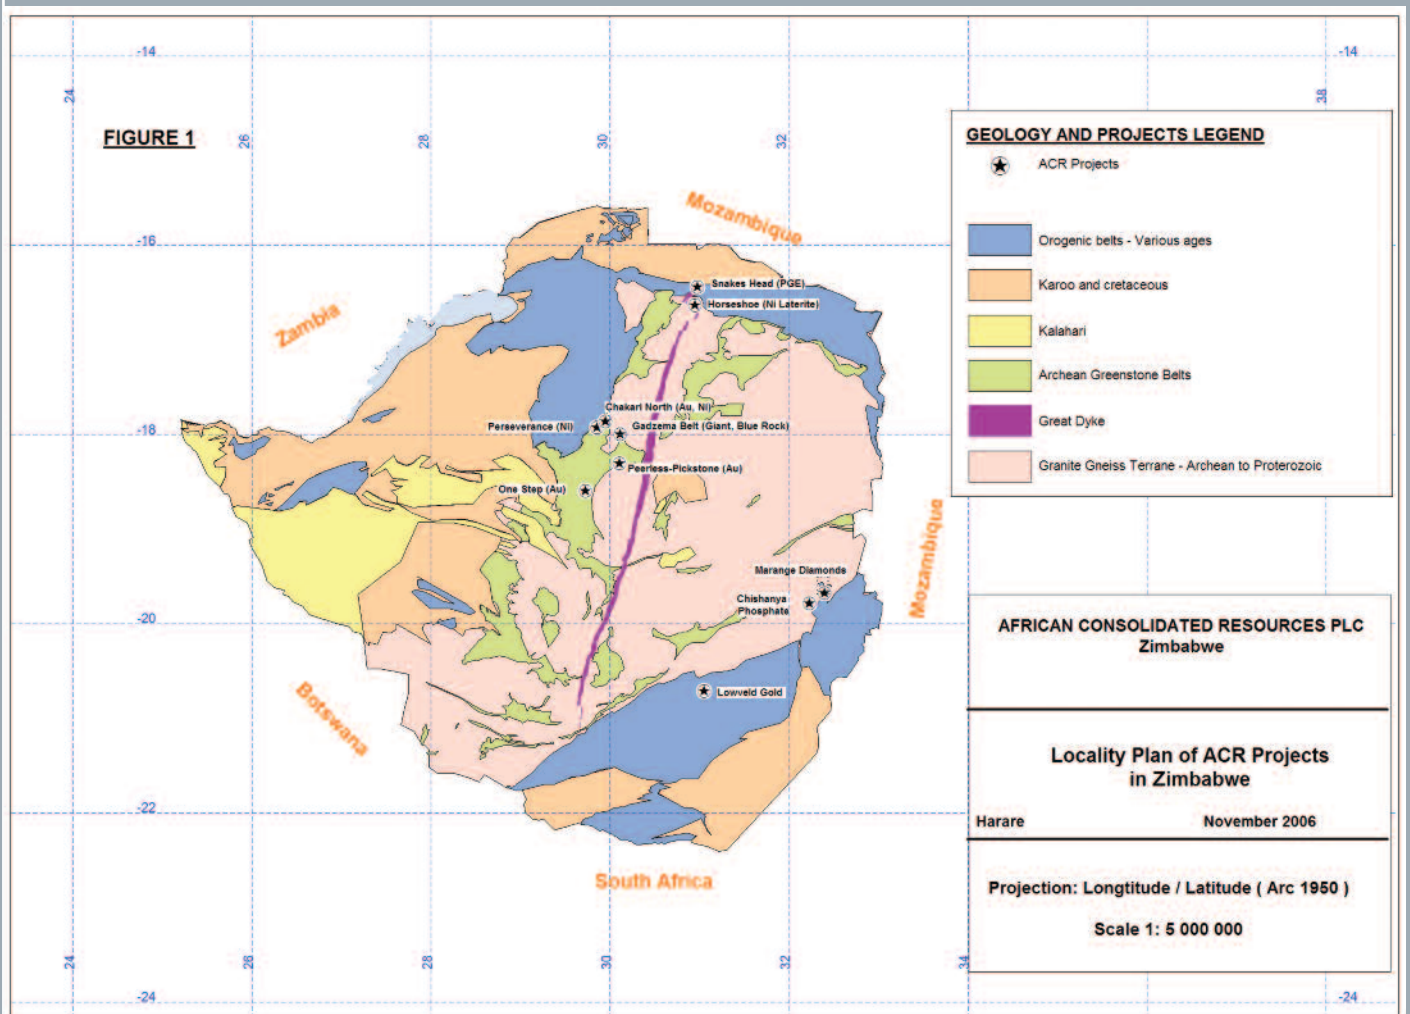 -14
-14
24
38
FIGURE 1
26
28
30
32
GEOLOGY AND PROJECTS LEGEND
ACR Projects
Orogenic belts - Various ages
Karoo and cretaceous
Kalahari
Archean Greenstone Belts
Great Dyke
Granite Gneiss Terrane - Archean to Proterozoic
Mozambique
-16
Snakes Head (PGE)
Horseshoe (Ni Laterite)
Zambia
Chakari North (Au, Ni)
Perseverance (Ni)
Gadzema Belt (Giant, Blue Rock)
-18
Peerless-Pickstone (Au)
One Step (Au)
Mozambique
Marange Diamonds
Chishanya
Phosphate
-20
Botswana
Lowveld Gold
-22
South Africa
AFRICAN CONSOLIDATED RESOURCES PLC
Zimbabwe
Locality Plan of ACR Projects
in Zimbabwe
Harare November 2006
Projection: Longtitude / Latitude ( Arc 1950 )
Scale 1: 5 000 000
24
26
28
30
32
34
-24
-24